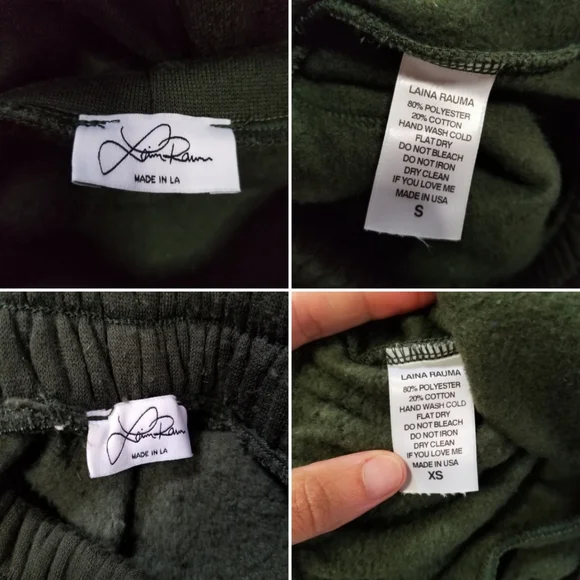 Laina Rauma
MADE IN LA
LAINA RAUMA
80% POLYESTER
20% COTTON
HAND WASH COLD
FLAT DRY
DO NOT BLEACH
DO NOT IRON
DRY CLEAN
IF YOU LOVE ME
MADE IN USA
S
Laina Rauma
MADE IN LA
LAINA RAUMA
80% POLYESTER
20% COTTON
HAND WASH COLD
FLAT DRY
DO NOT BLEACH
DO NOT IRON
DRY CLEAN
IF YOU LOVE ME
MADE IN USA
XS